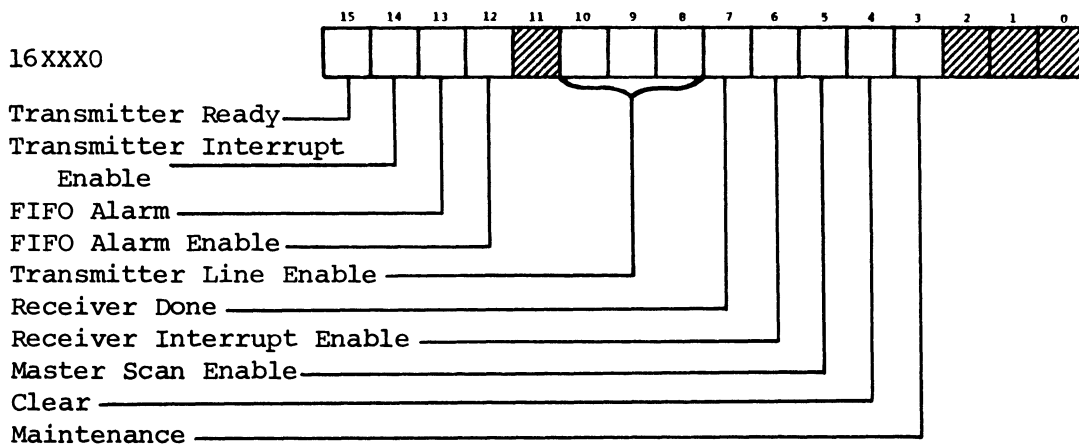 15 14 13 12 11 10 9 8 7 6 5 4 3 2 1 0
16XXX0
Transmitter Ready
Transmitter Interrupt
Enable
FIFO Alarm
FIFO Alarm Enable
Transmitter Line Enable
Receiver Done
Receiver Interrupt Enable
Master Scan Enable
Clear
Maintenance